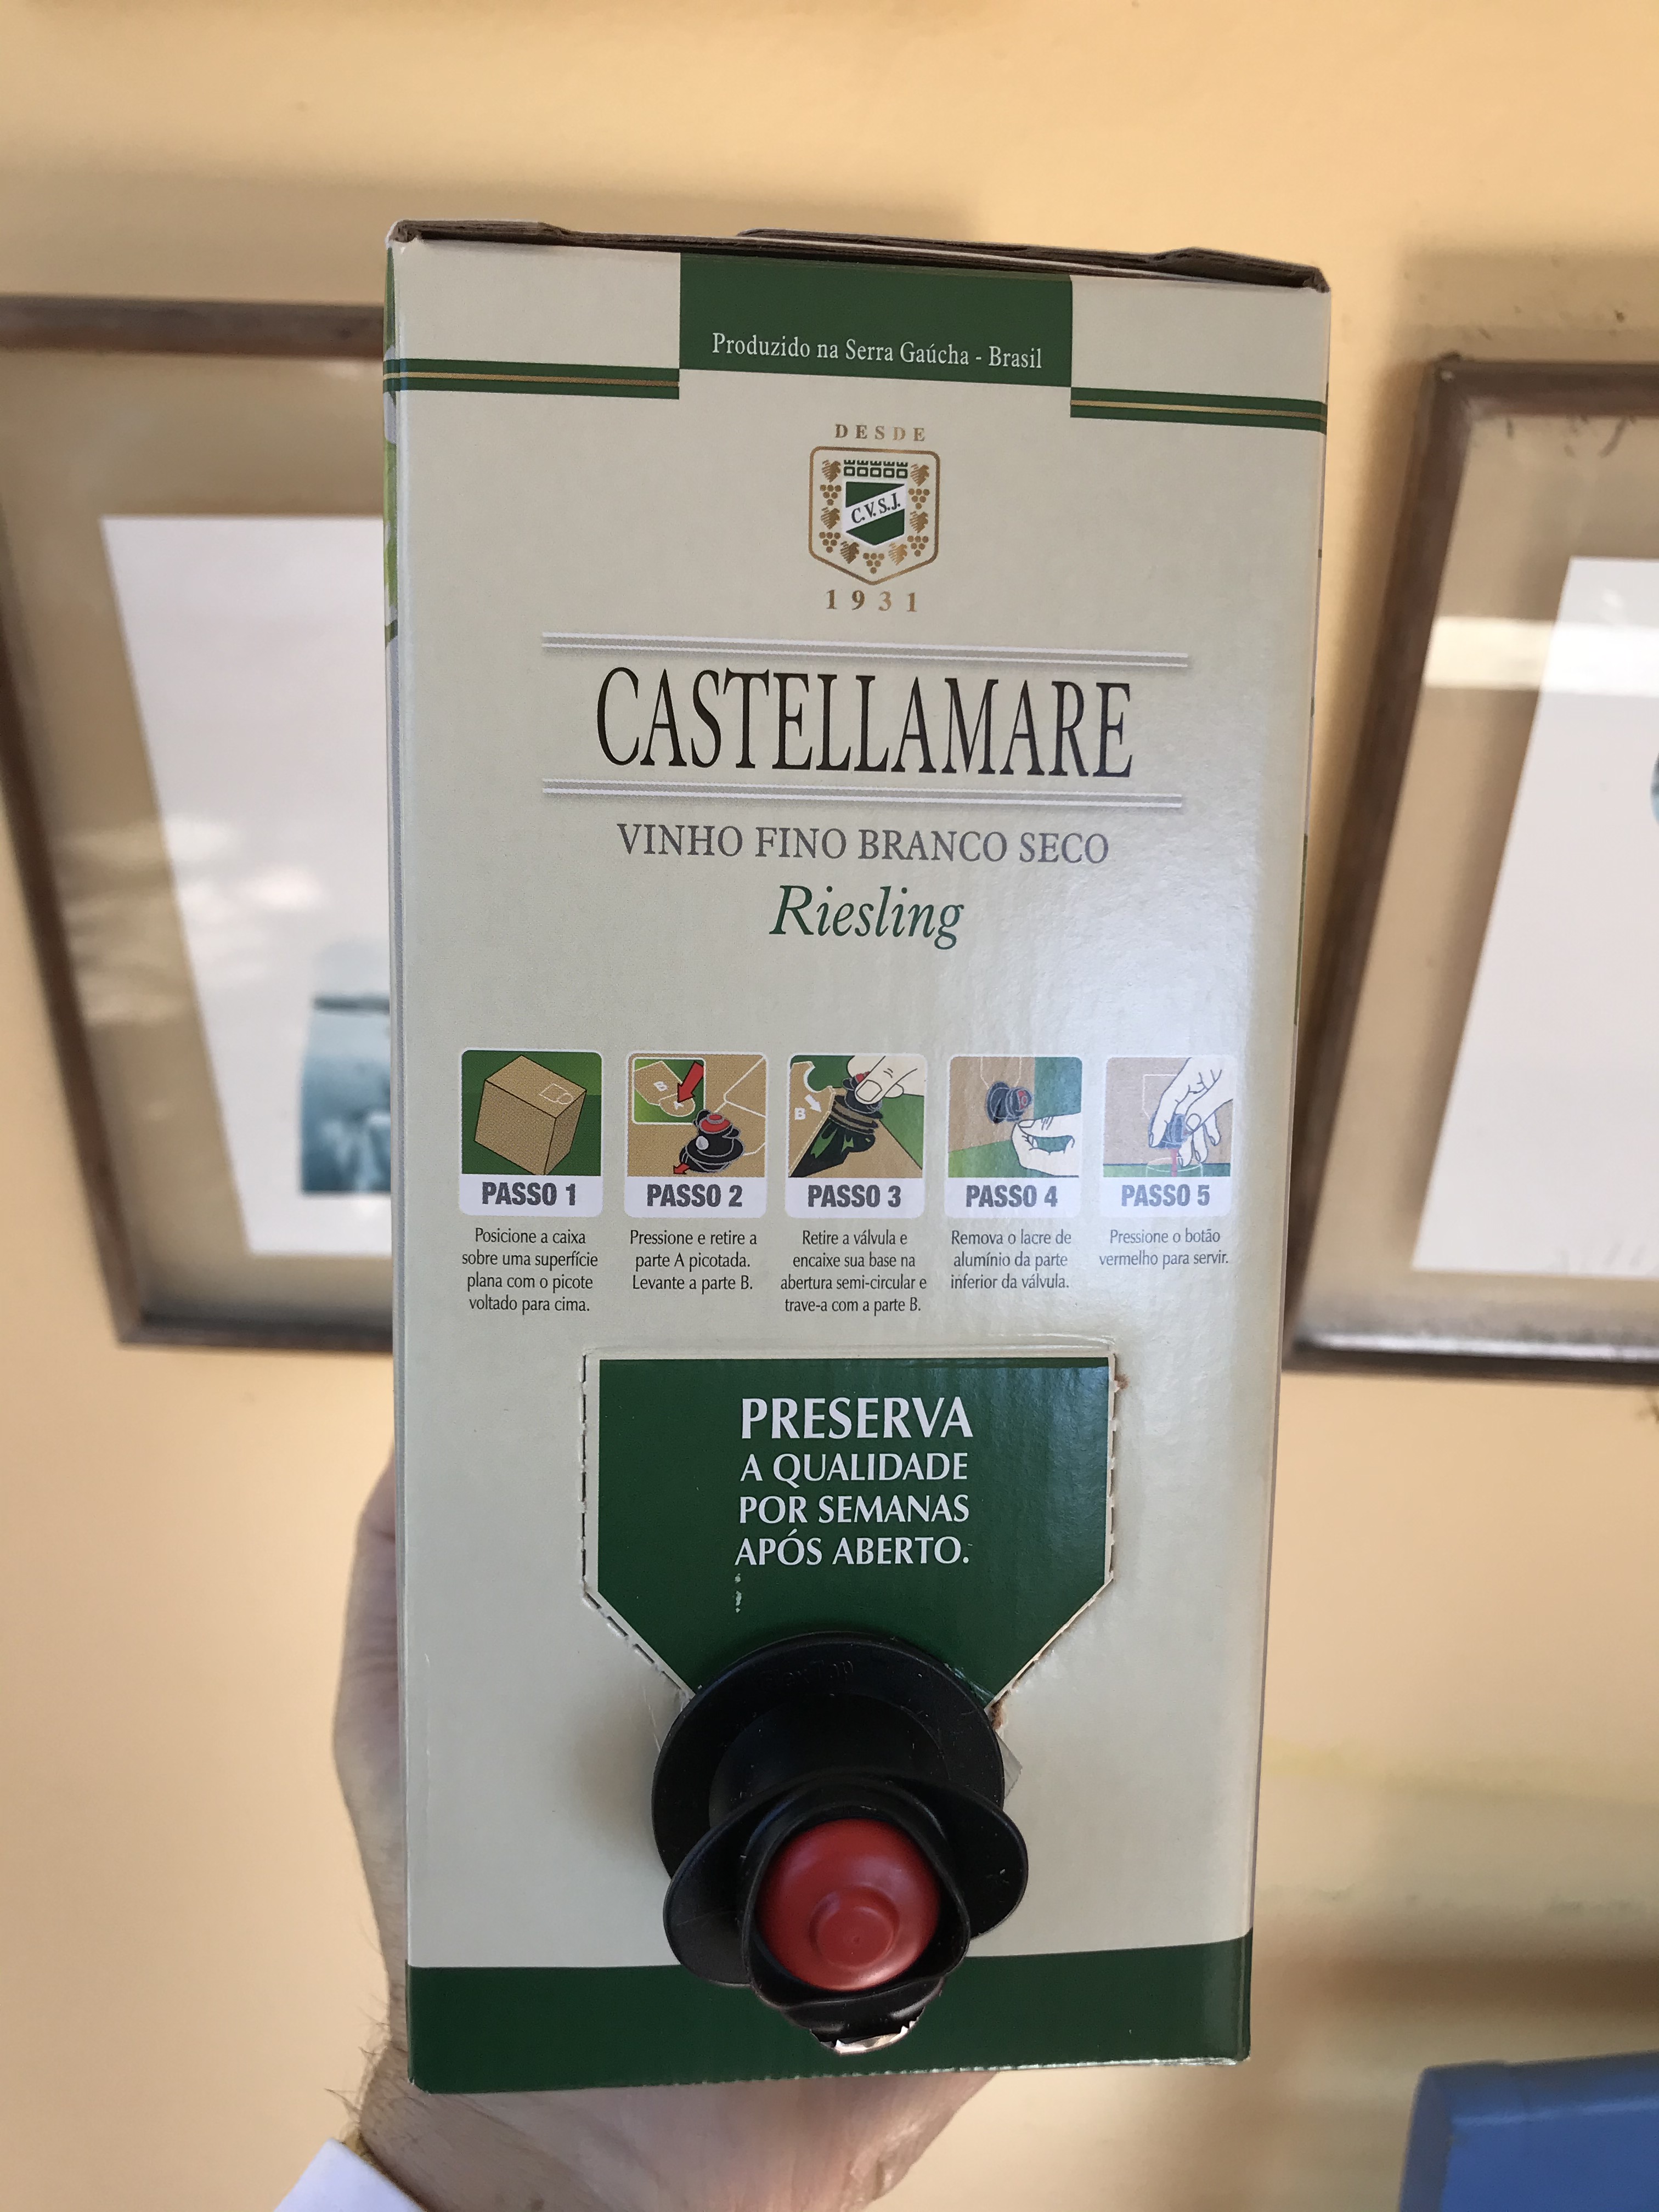 Produzido na Serra Gaúcha - Brasil
DESDE
C.V.S.J.
1931
CASTELLAMARE
VINHO FINO BRANCO SECO
Riesling
B
A
B
PASSO 1
PASSO 2
PASSO 3
PASSO 4
PASSO 5
Posicione a caixa
sobre uma superfície
plana com o picote
voltado para cima.
Pressione e retire a
parte A picotada.
Levante a parte B.
Retire a válvula e
encaixe sua base na
abertura semi-circular e
trave-a com a parte B.
Remova o lacre de
alumínio da parte
inferior da válvula.
Pressione o botão
vermelho para servir.
PRESERVA
A QUALIDADE
POR SEMANAS
APÓS ABERTO.